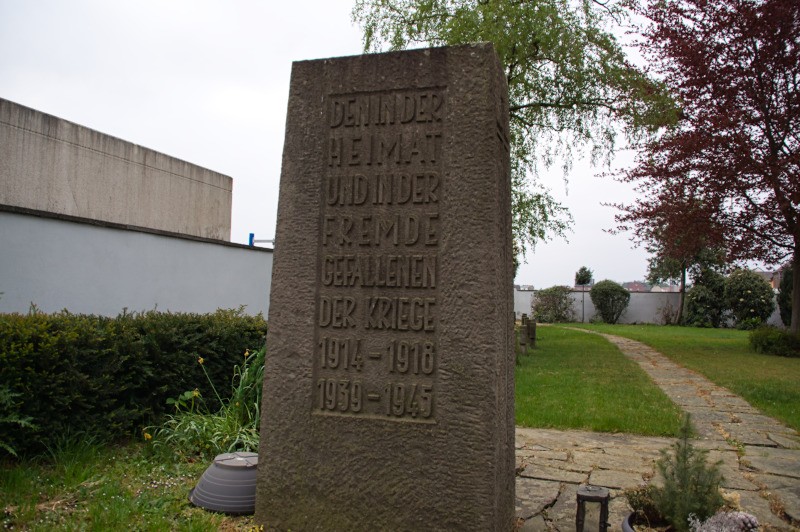 DEN IN DER
HEIMAT
UND IN DER
FREMDE
GEFALLENEN
DER KRIEGE
1914 – 1918
1939 – 1945